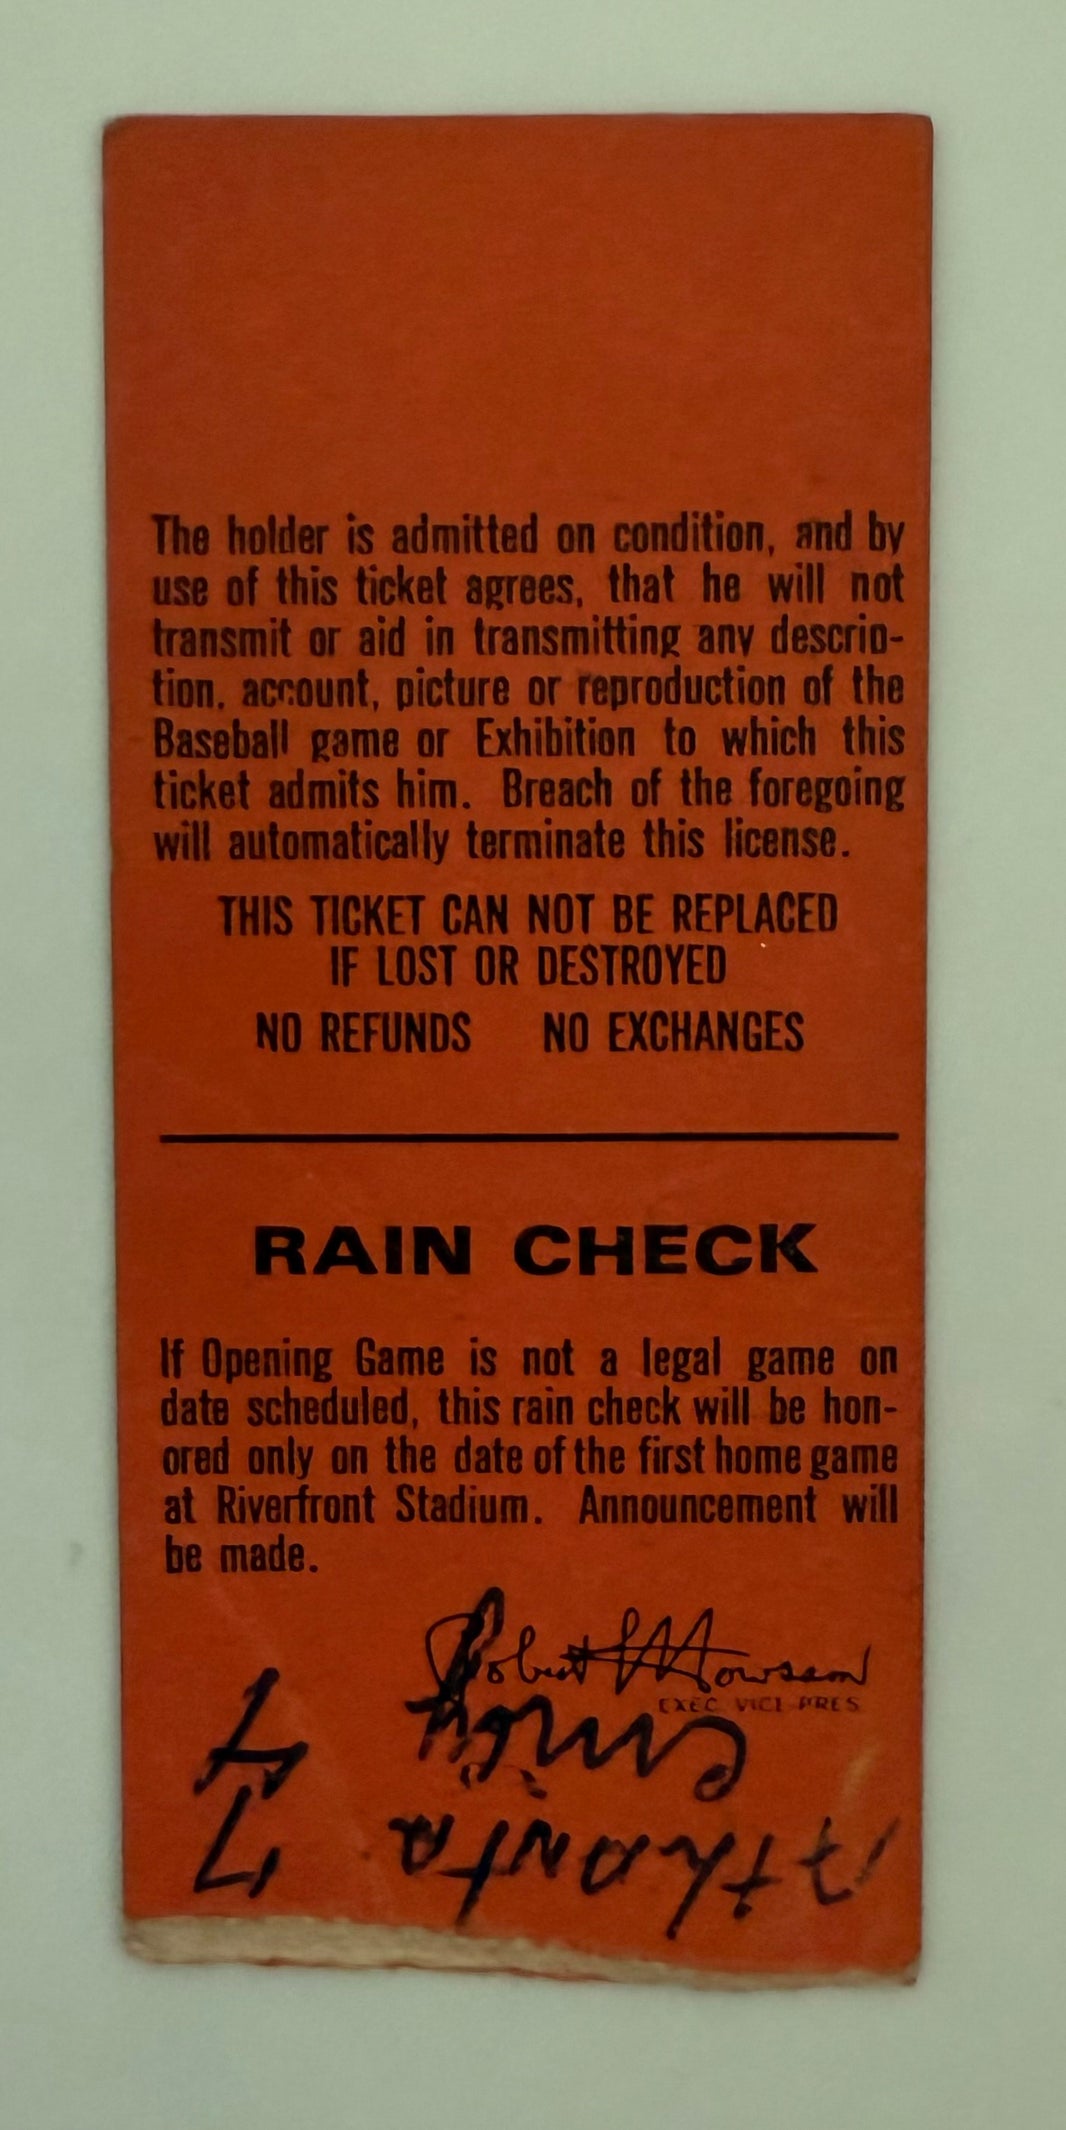 The holder is admitted on condition, and by
use of this ticket agrees, that he will not
transmit or aid in transmitting any descrip-
tion, account, picture or reproduction of the
Baseball game or Exhibition to which this
ticket admits him. Breach of the foregoing
will automatically terminate this license.
THIS TICKET CAN NOT BE REPLACED
IF LOST OR DESTROYED
NO REFUNDS NO EXCHANGES
RAIN CHECK
If Opening Game is not a legal game on
date scheduled, this rain check will be hon-
ored only on the date of the first home game
at Riverfront Stadium. Announcement will
be made.
Robert Howsam
EXEC VICE PRES
Atlanta 7
Cincy 4